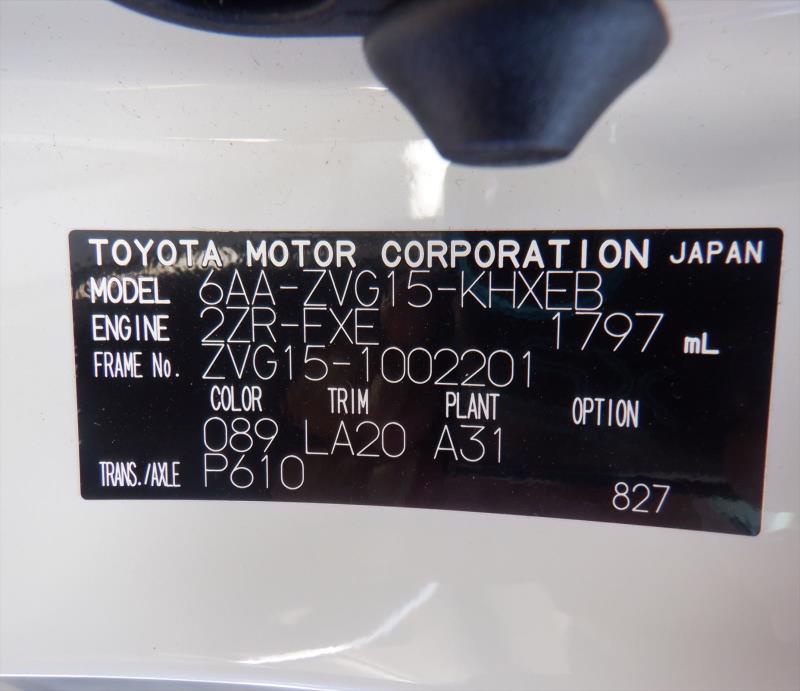 TOYOTA MOTOR CORPORATION JAPAN
MODEL 6AA-ZVG15-KHXEB
ENGINE 2ZR-FXE 1797 mL
FRAME No. ZVG15-1002201
COLOR TRIM PLANT OPTION
089 LA20 A31
TRANS./AXLE P610
827